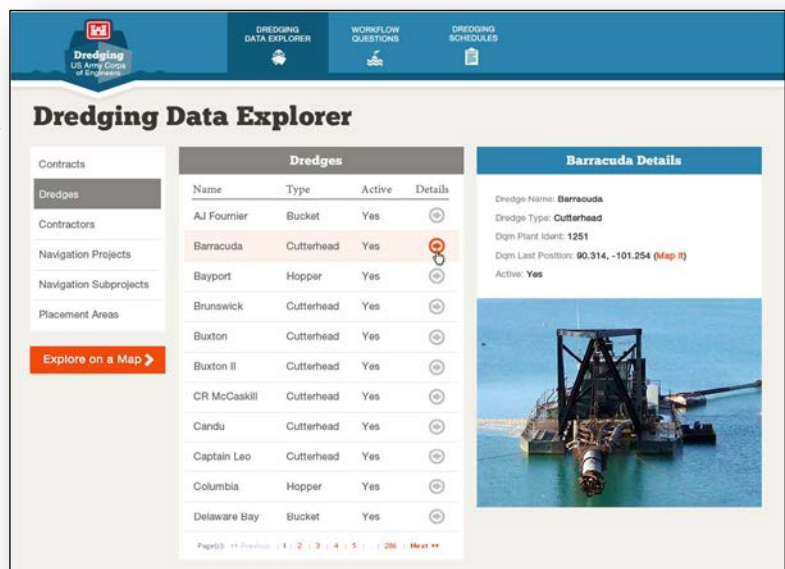 Dredging
US Army Corps
of Engineers
DREDGING
DATA EXPLORER
WORKFLOW
QUESTIONS
DREDGING
SCHEDULES
Dredging Data Explorer
Contracts
Dredges
Contractors
Navigation Projects
Navigation Subprojects
Placement Areas
Explore on a Map
Dredges
Name Type Active Details
AJ Fournier Bucket Yes
Barracuda Cutterhead Yes
Bayport Hopper Yes
Brunswick Cutterhead Yes
Buxton Cutterhead Yes
Buxton II Cutterhead Yes
CR McCaskill Cutterhead Yes
Candu Cutterhead Yes
Captain Leo Cutterhead Yes
Columbia Hopper Yes
Delaware Bay Bucket Yes
Page(s): << Previous | 1 | 2 | 3 | 4 | 5 | ... | 286 | Next >>
Barracuda Details
Dredge Name: Barracuda
Dredge Type: Cutterhead
Dqm Plant Ident: 1251
Dqm Last Position: 90.314, -101.254 (Map It)
Active: Yes